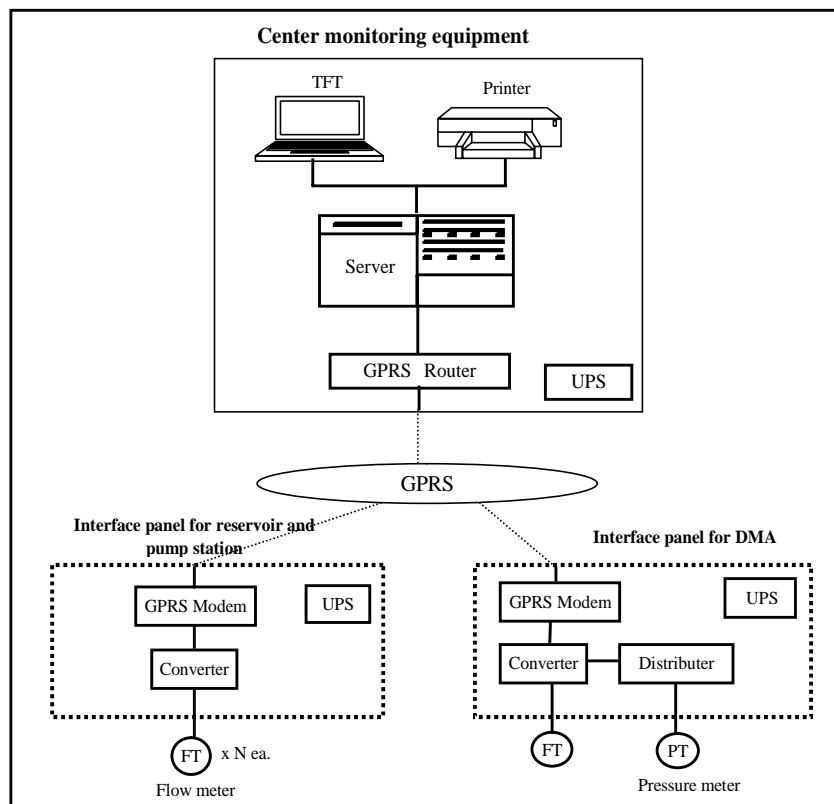 Center monitoring equipment
TFT
Printer
Server
GPRS Router
UPS
GPRS
Interface panel for reservoir and
pump station
Interface panel for DMA
GPRS Modem
UPS
GPRS Modem
UPS
Converter
Converter
Distributer
FT
x N ea.
FT
PT
Flow meter
Pressure meter